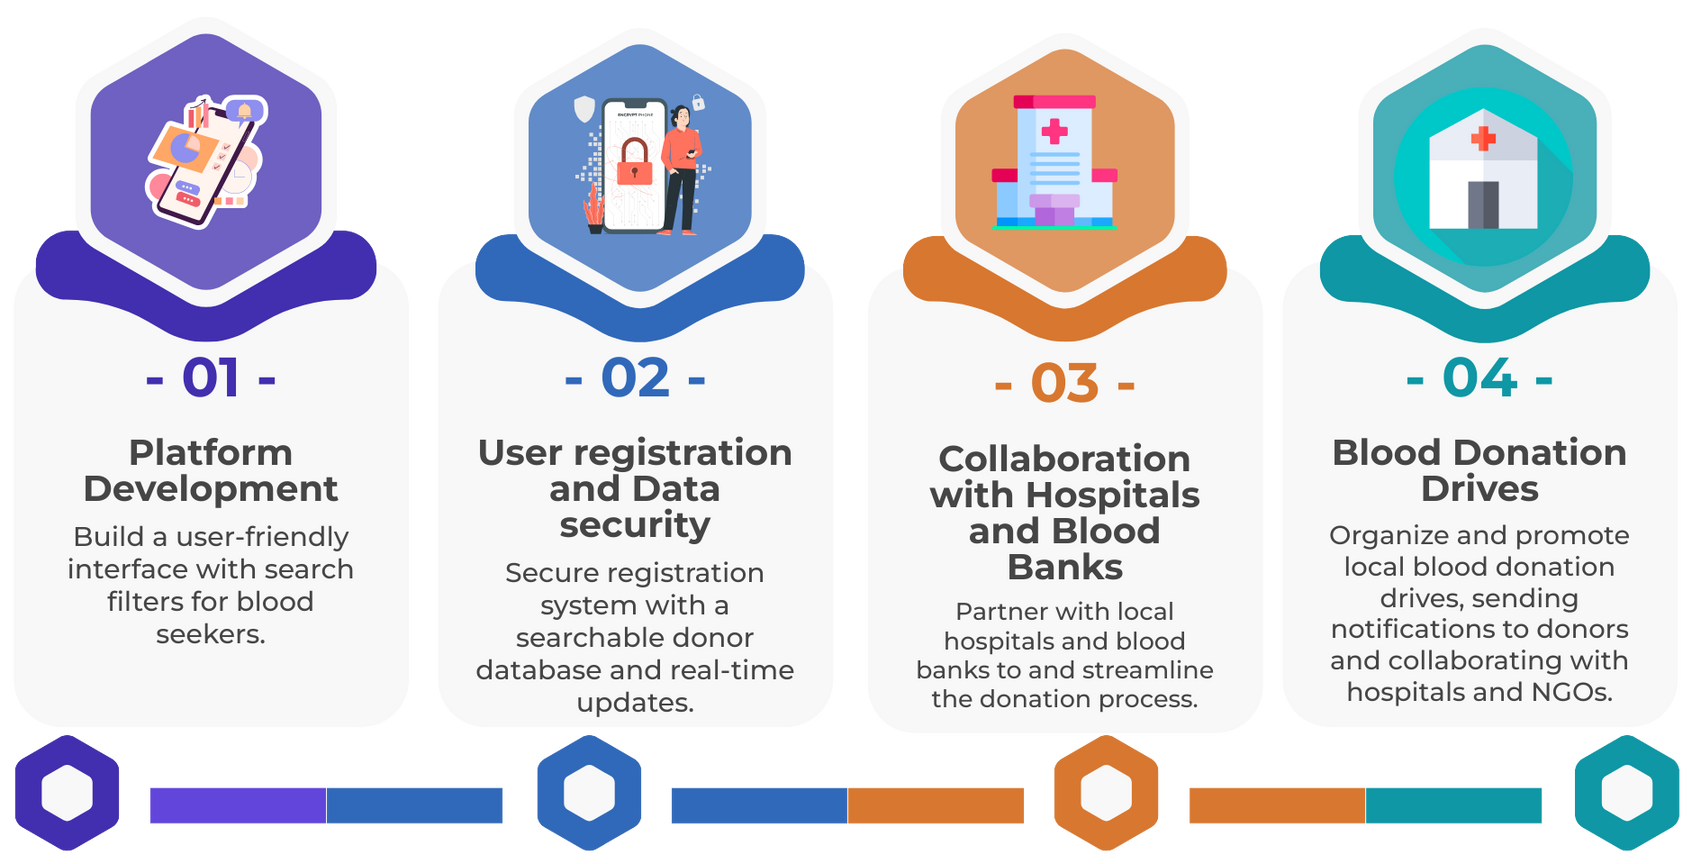 - 01 -
Platform
Development
Build a user-friendly
interface with search
filters for blood
seekers.
ENCRYPT PHONE
- 02 -
User registration
and Data
security
Secure registration
system with a
searchable donor
database and real-time
updates.
- 03 -
Collaboration
with Hospitals
and Blood
Banks
Partner with local
hospitals and blood
banks to and streamline
the donation process.
- 04 -
Blood Donation
Drives
Organize and promote
local blood donation
drives, sending
notifications to donors
and collaborating with
hospitals and NGOs.